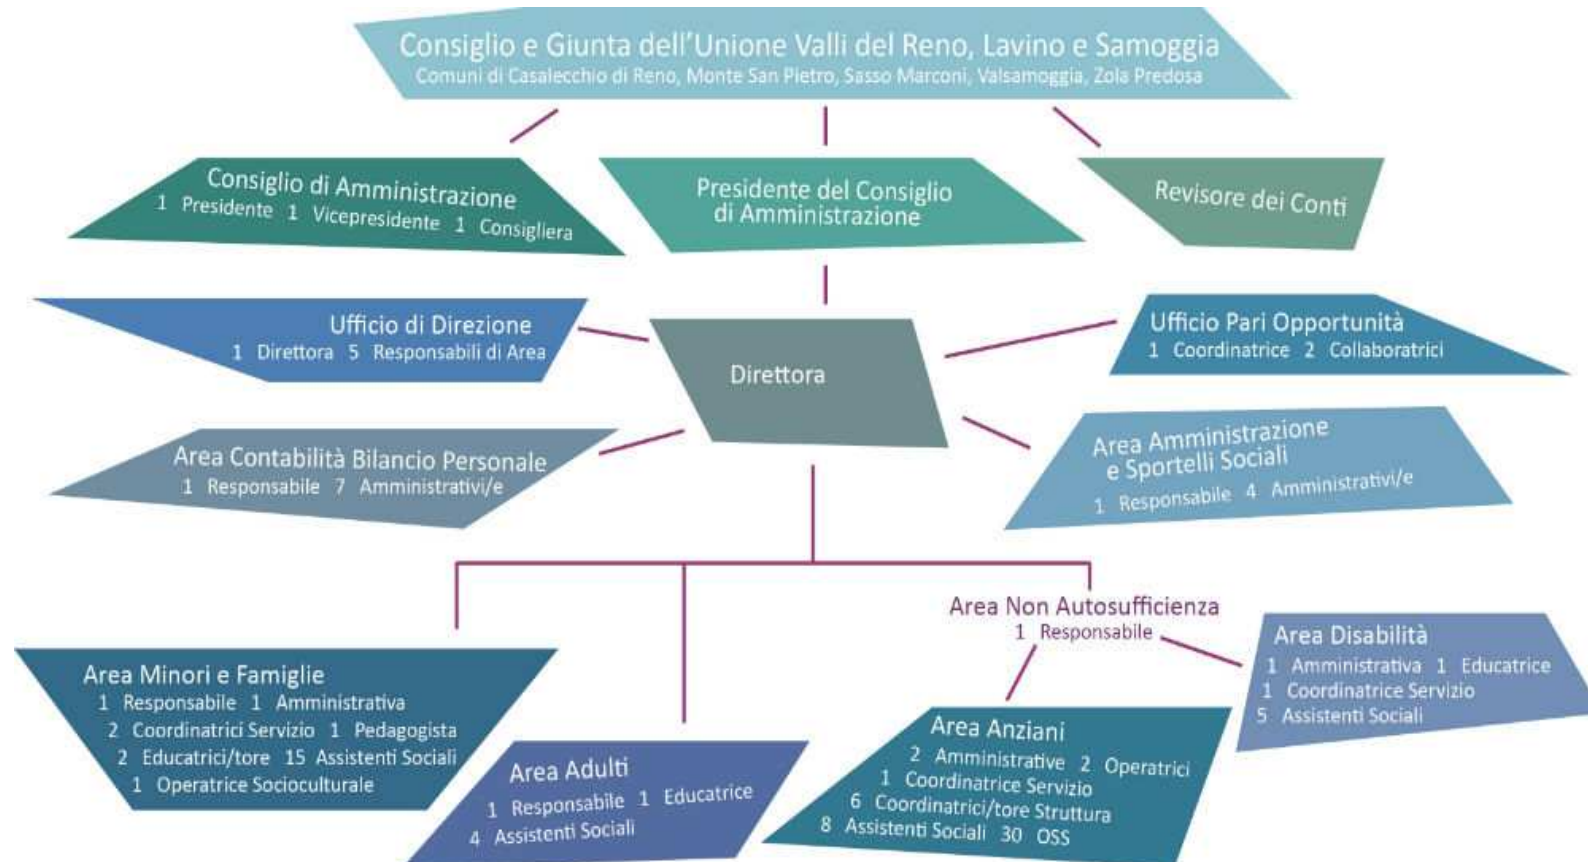 Consiglio e Giunta dell'Unione Valli del Reno, Lavino e Samoggia
Comuni di Casalecchio di Reno, Monte San Pietro, Sasso Marconi, Valsamoggia, Zola Predosa
Consiglio di Amministrazione
1 Presidente 1 Vicepresidente 1 Consigliera
Presidente del Consiglio
di Amministrazione
Revisore dei Conti
Ufficio di Direzione
1 Direttora 5 Responsabili di Area
Direttora
Ufficio Pari Opportunità
1 Coordinatrice 2 Collaboratrici
Area Contabilità Bilancio Personale
1 Responsabile 7 Amministrativi/e
Area Amministrazione
e Sportelli Sociali
1 Responsabile 4 Amministrativi/e
Area Minori e Famiglie
1 Responsabile 1 Amministrativa
2 Coordinatrici Servizio 1 Pedagogista
2 Educatrici/tore 15 Assistenti Sociali
1 Operatrice Socioculturale
Area Adulti
1 Responsabile 1 Educatrice
4 Assistenti Sociali
Area Non Autosufficienza
1 Responsabile
Area Anziani
2 Amministrative 2 Operatrici
1 Coordinatrice Servizio
6 Coordinatrici/tore Struttura
8 Assistenti Sociali 30 OSS
Area Disabilità
1 Amministrativa 1 Educatrice
1 Coordinatrice Servizio
5 Assistenti Sociali